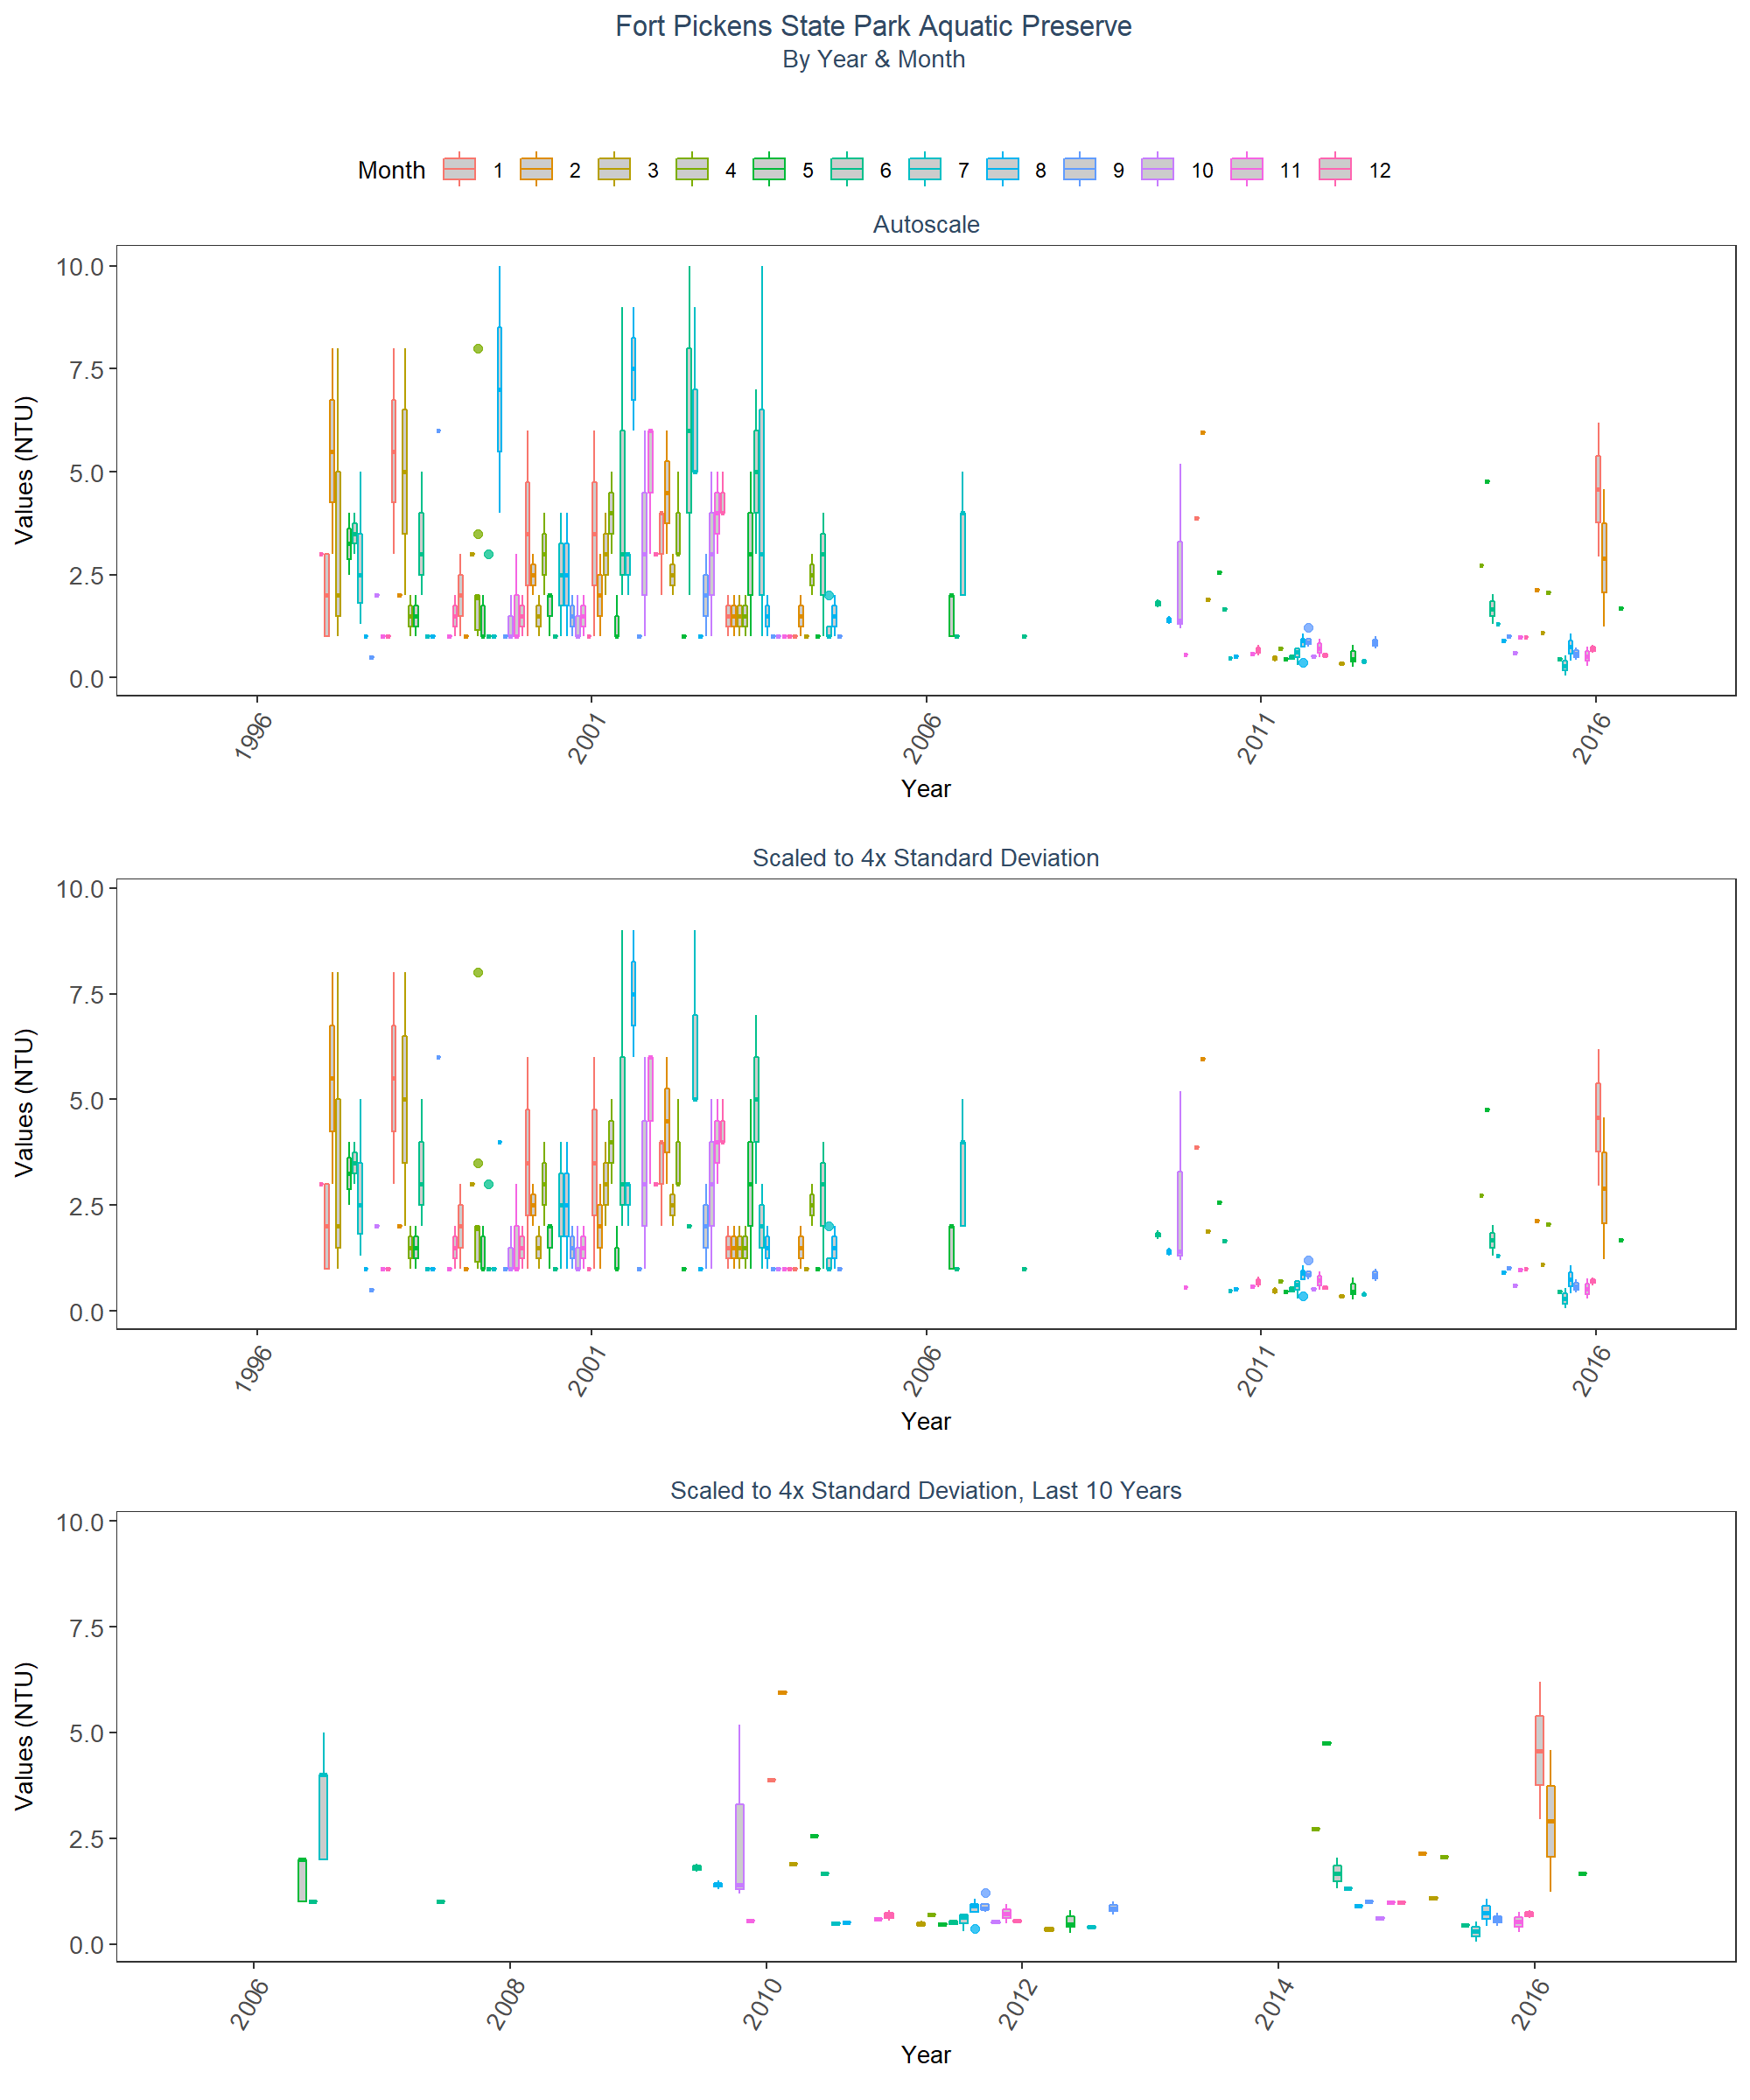 Fort Pickens State Park Aquatic Preserve
By Year & Month
Month 1 2 3 4 5 6 7 8 9 10 11 12
Autoscale
Values (NTU)
10.0
7.5
5.0
2.5
0.0
1996 2001 2006 2011 2016
Year
Scaled to 4x Standard Deviation
Values (NTU)
10.0
7.5
5.0
2.5
0.0
1996 2001 2006 2011 2016
Year
Scaled to 4x Standard Deviation, Last 10 Years
Values (NTU)
10.0
7.5
5.0
2.5
0.0
2006 2008 2010 2012 2014 2016
Year